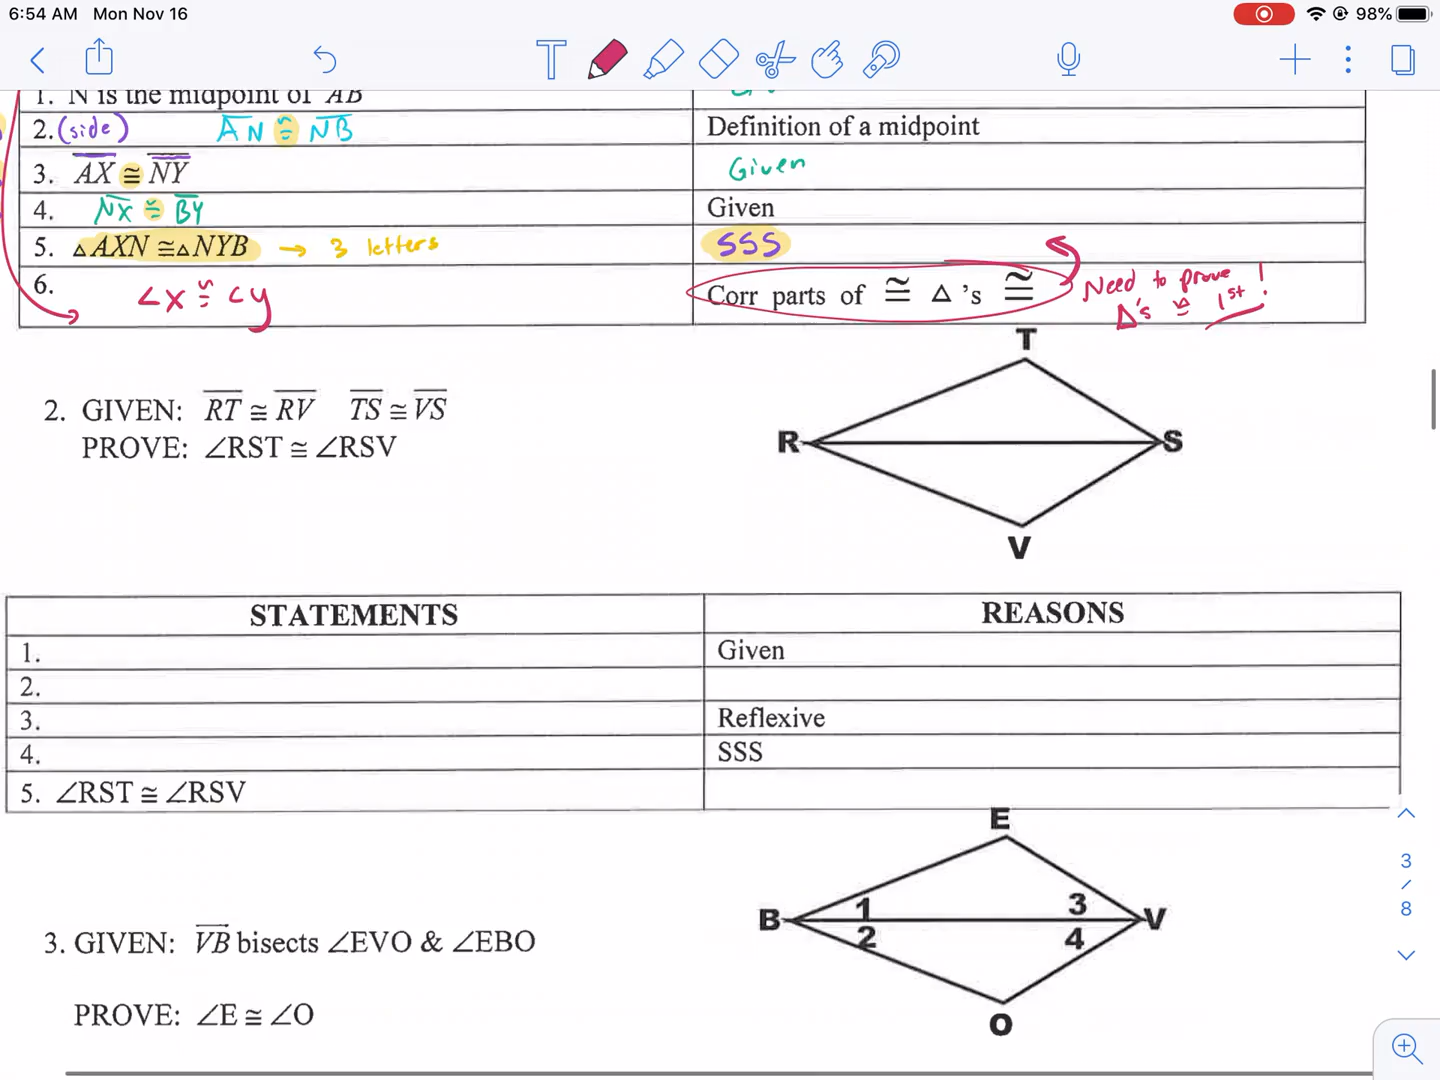 6:54 AM Mon Nov 16 98%
1. N is the midpoint of AB
2. (side) AN ≅ NB Definition of a midpoint
3. AX ≅ NY Given
4. NX ≅ BY Given
5. △AXN ≅ △NYB → 3 letters SSS
6. ∠X ≅ ∠Y Corr parts of ≅ △'s ≅ Need to prove △'s ≅ 1st!
2. GIVEN: RT ≅ RV TS ≅ VS
PROVE: ∠RST ≅ ∠RSV
T
R
S
V
STATEMENTS REASONS
1. Given
2.
3. Reflexive
4. SSS
5. ∠RST ≅ ∠RSV
E
B 1 3 V
2 4
O
3. GIVEN: VB bisects ∠EVO & ∠EBO
PROVE: ∠E ≅ ∠O
3
/
8